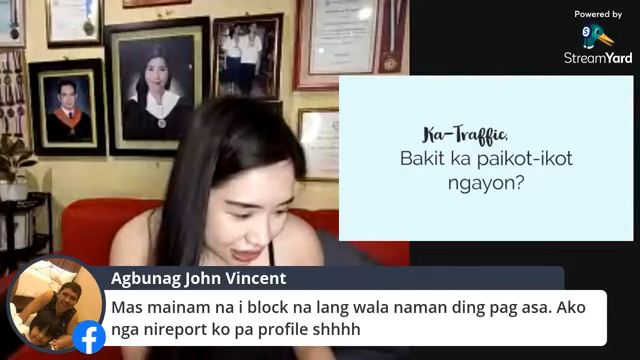 Powered by
StreamYard
Ka-Traffic,
Bakit ka paikot-ikot
ngayon?
Agbunag John Vincent
Mas mainam na i block na lang wala naman ding pag asa. Ako
nga nireport ko pa profile shhhh